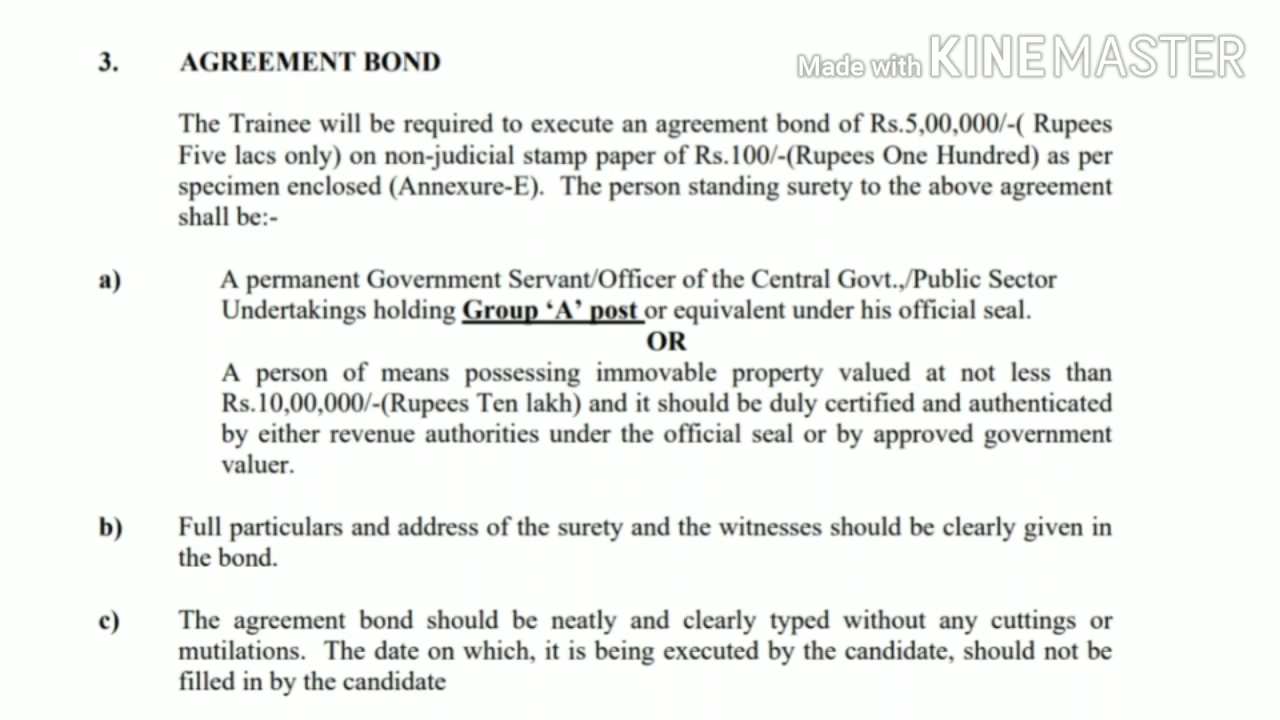 3. AGREEMENT BOND
Made with KINEMASTER
The Trainee will be required to execute an agreement bond of Rs.5,00,000/-( Rupees
Five lacs only) on non-judicial stamp paper of Rs.100/-(Rupees One Hundred) as per
specimen enclosed (Annexure-E). The person standing surety to the above agreement
shall be:-
a) A permanent Government Servant/Officer of the Central Govt.,/Public Sector
Undertakings holding Group ‘A’ post or equivalent under his official seal.
OR
A person of means possessing immovable property valued at not less than
Rs.10,00,000/-(Rupees Ten lakh) and it should be duly certified and authenticated
by either revenue authorities under the official seal or by approved government
valuer.
b) Full particulars and address of the surety and the witnesses should be clearly given in
the bond.
c) The agreement bond should be neatly and clearly typed without any cuttings or
mutilations. The date on which, it is being executed by the candidate, should not be
filled in by the candidate